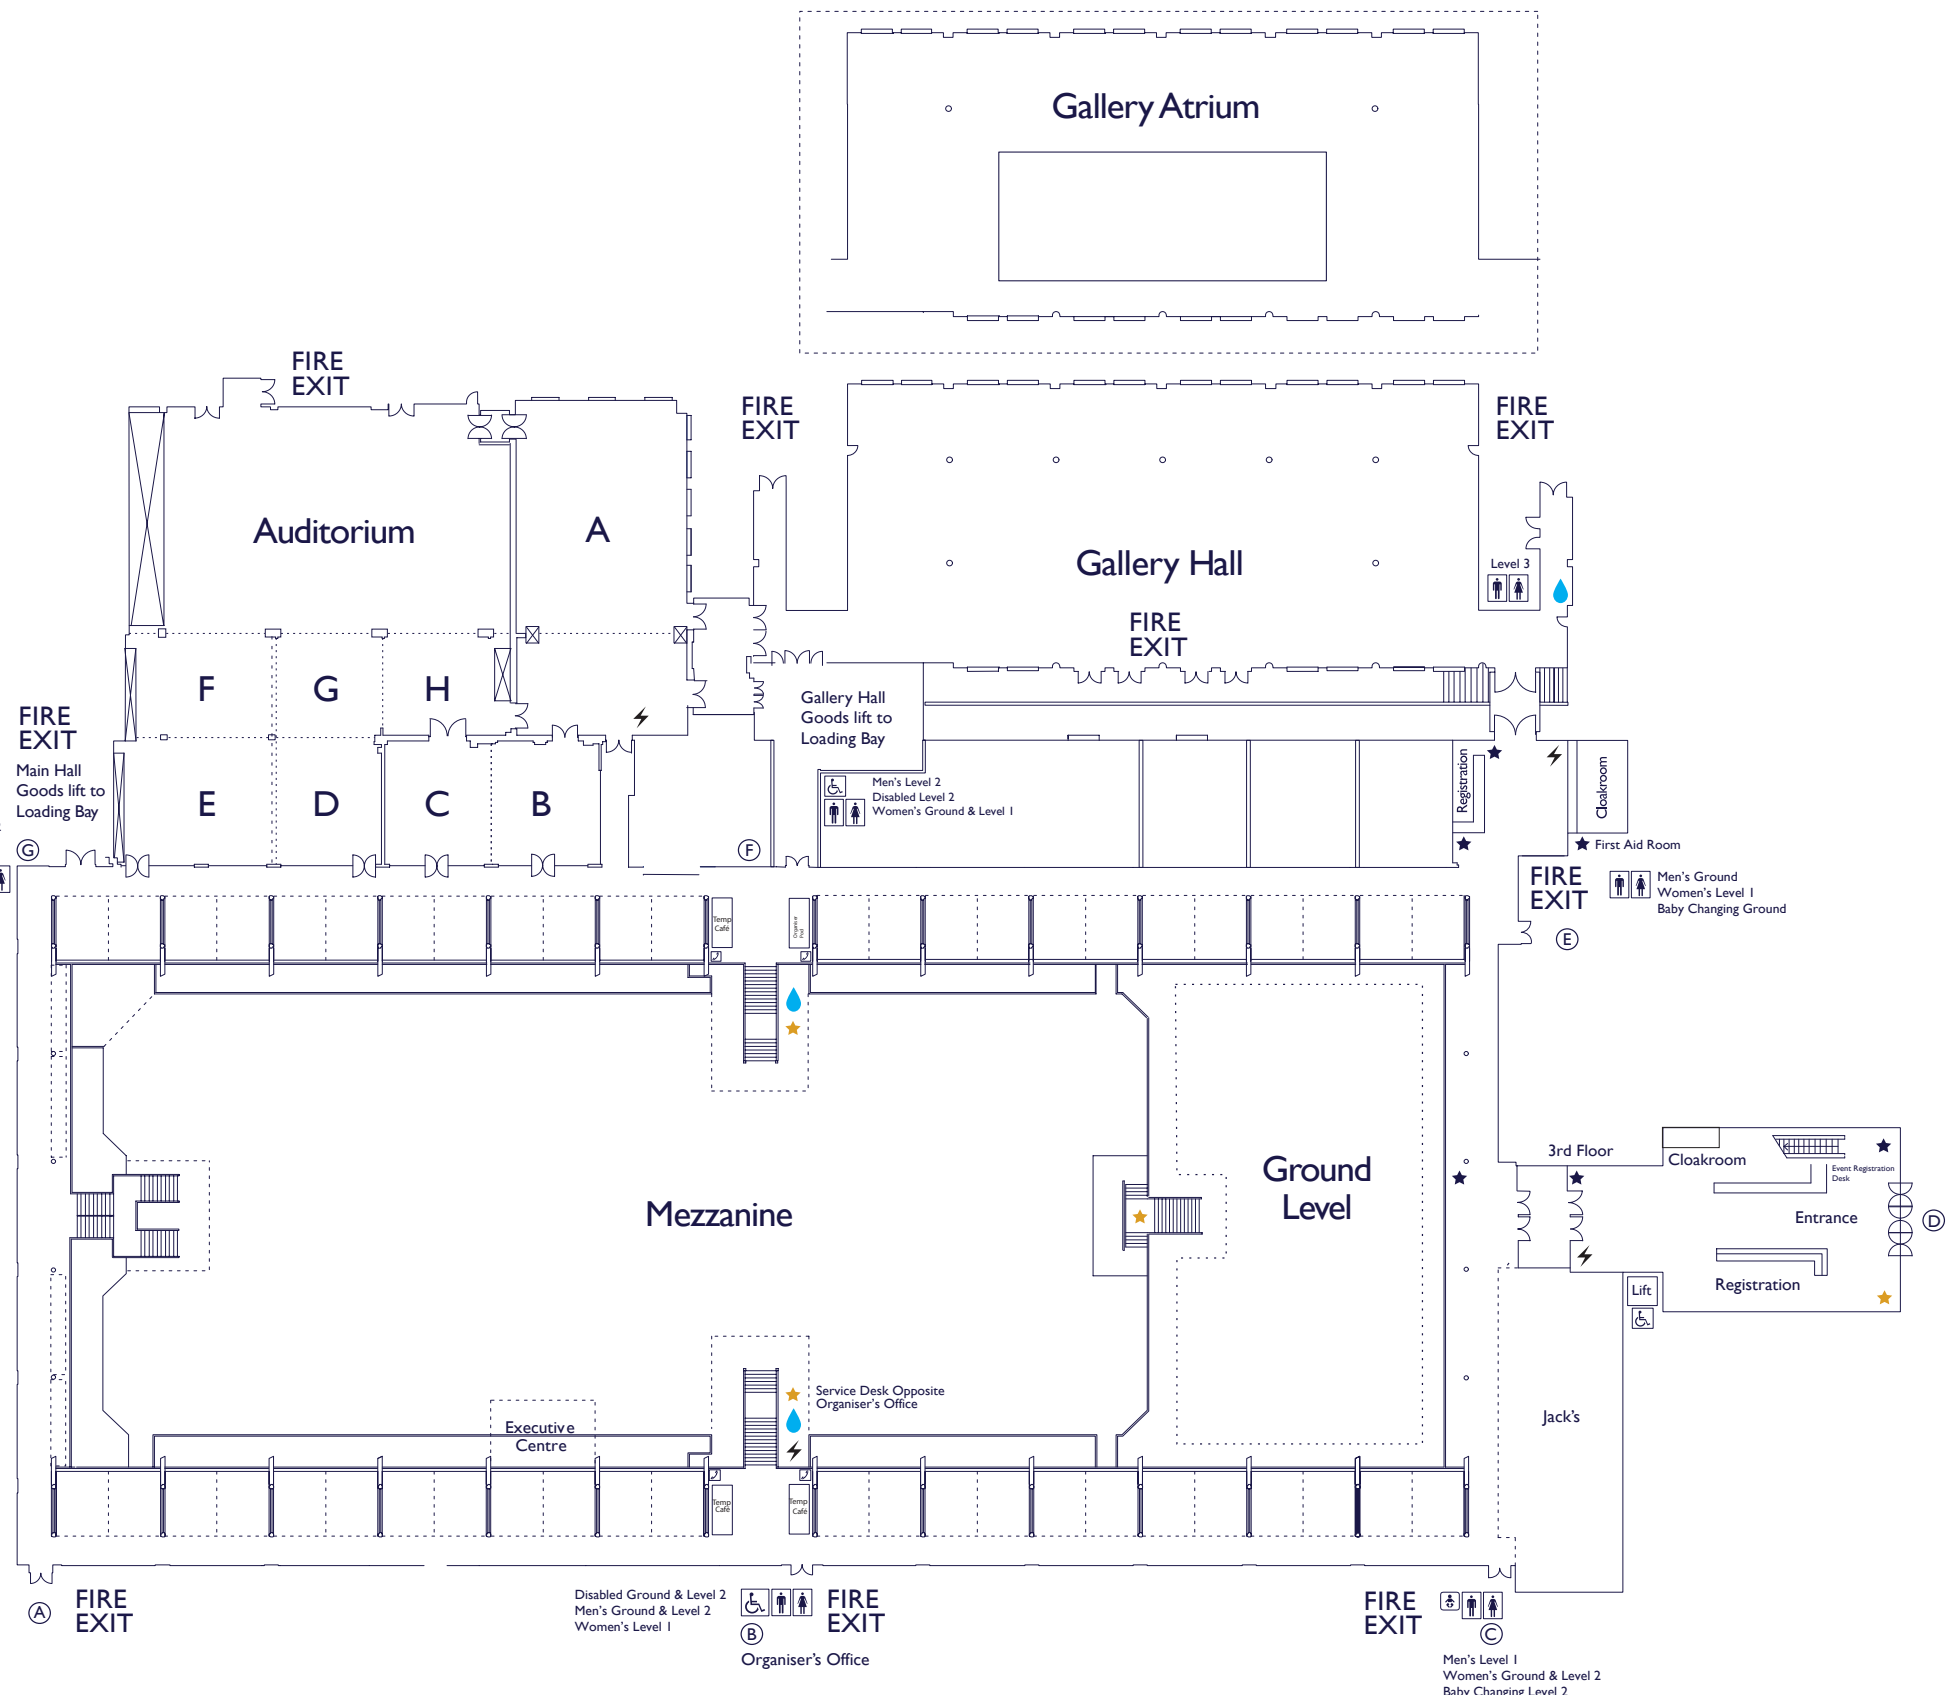 Gallery Atrium
FIRE
EXIT
FIRE
EXIT
FIRE
EXIT
Auditorium
A
Gallery Hall
Level 3
FIRE
EXIT
F
G
H
Gallery Hall
Goods lift to
Loading Bay
FIRE
EXIT
Main Hall
Goods lift to
Loading Bay
E
D
C
B
Men's Level 2
Disabled Level 2
Women's Ground & Level 1
Registration
Cloakroom
First Aid Room
G
F
FIRE
EXIT
Men's Ground
Women's Level 1
Baby Changing Ground
E
Temp
Café
Organiser
Pod
3rd Floor
Cloakroom
Event Registration
Desk
Ground
Level
Mezzanine
Entrance
D
Registration
Lift
Service Desk Opposite
Organiser's Office
Jack's
Executive
Centre
Temp
Café
Temp
Café
A
FIRE
EXIT
Disabled Ground & Level 2
Men's Ground & Level 2
Women's Level 1
FIRE
EXIT
B
Organiser's Office
FIRE
EXIT
C
Men's Level 1
Women's Ground & Level 2
Baby Changing Level 2